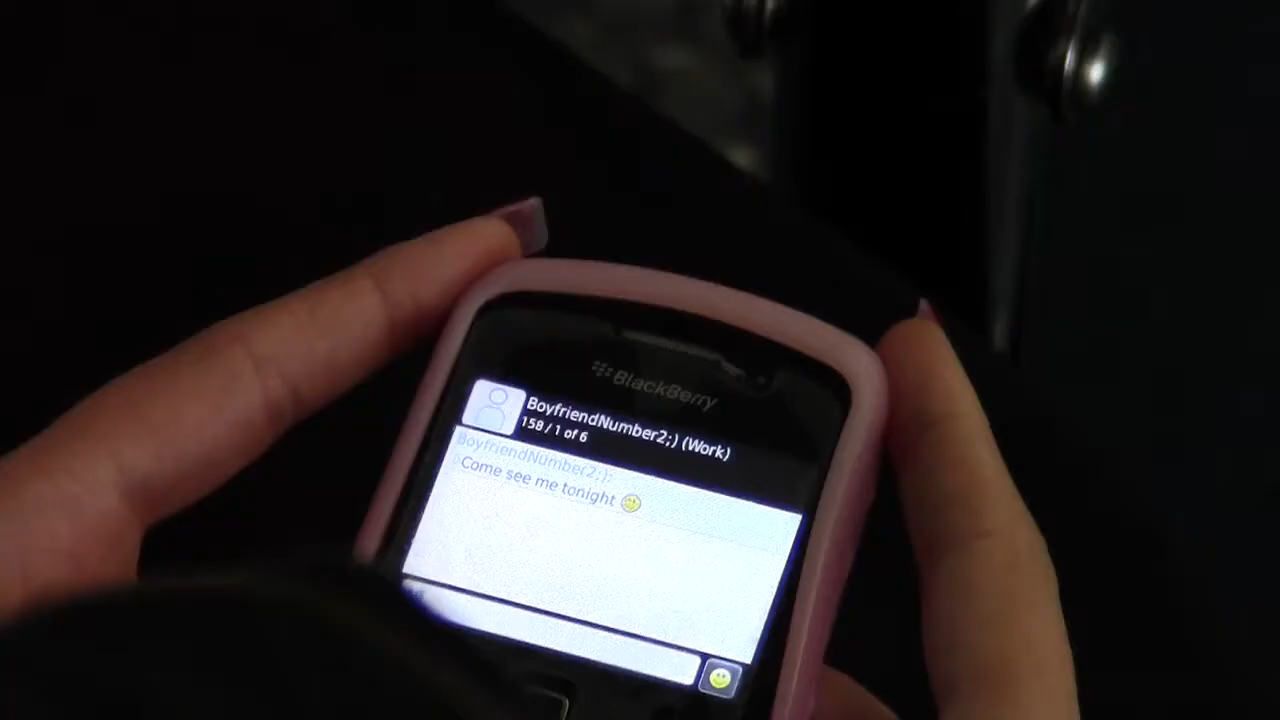 BlackBerry
BoyfriendNumber2;) (Work)
158 / 1 of 6
BoyfriendNumber2;):
Come see me tonight